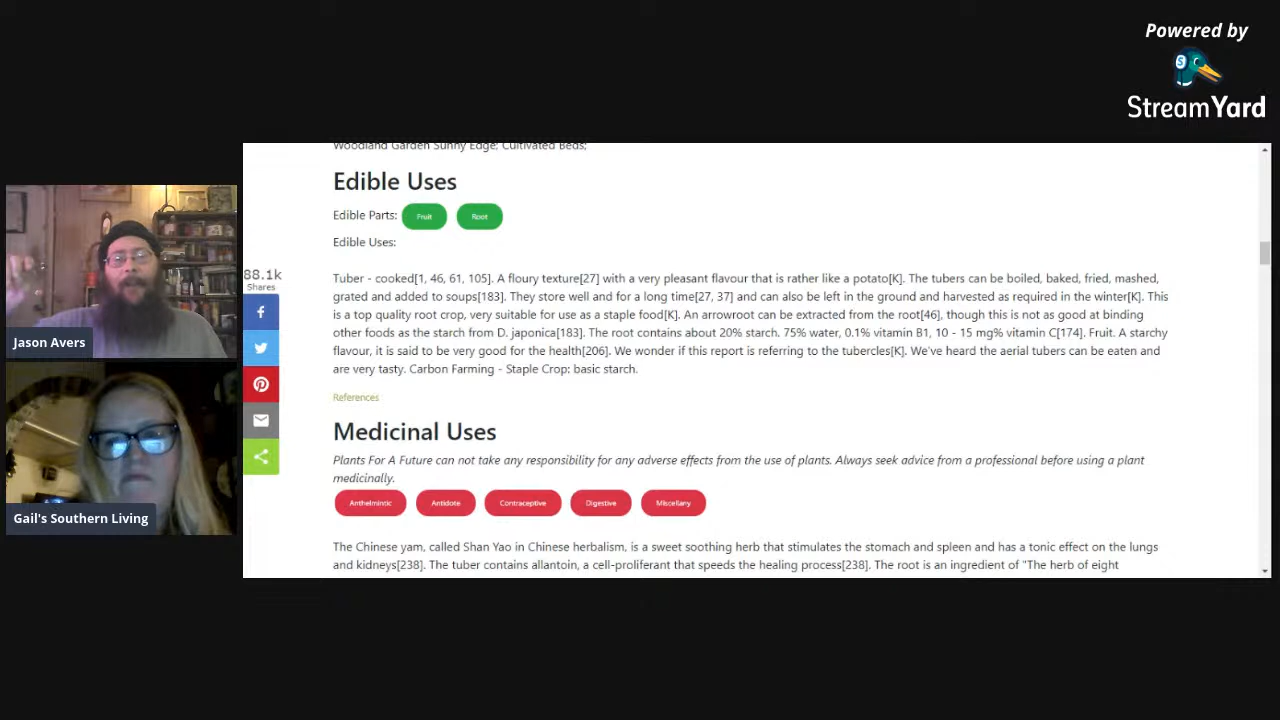 Powered by
StreamYard
Woodland Garden Sunny Edge; Cultivated Beds;
Edible Uses
Edible Parts: Fruit Root
Edible Uses:
Tuber - cooked[1, 46, 61, 105]. A floury texture[27] with a very pleasant flavour that is rather like a potato[K]. The tubers can be boiled, baked, fried, mashed,
grated and added to soups[183]. They store well and for a long time[27, 37] and can also be left in the ground and harvested as required in the winter[K]. This
is a top quality root crop, very suitable for use as a staple food[K]. An arrowroot can be extracted from the root[46], though this is not as good at binding
other foods as the starch from D. japonica[183]. The root contains about 20% starch. 75% water, 0.1% vitamin B1, 10 - 15 mg% vitamin C[174]. Fruit. A starchy
flavour, it is said to be very good for the health[206]. We wonder if this report is referring to the tubercles[K]. We've heard the aerial tubers can be eaten and
are very tasty. Carbon Farming - Staple Crop: basic starch.
References
Medicinal Uses
Plants For A Future can not take any responsibility for any adverse effects from the use of plants. Always seek advice from a professional before using a plant
medicinally.
Anthelmintic Antidote Contraceptive Digestive Miscellany
The Chinese yam, called Shan Yao in Chinese herbalism, is a sweet soothing herb that stimulates the stomach and spleen and has a tonic effect on the lungs
and kidneys[238]. The tuber contains allantoin, a cell-proliferant that speeds the healing process[238]. The root is an ingredient of "The herb of eight
88.1k
Shares
Jason Avers
Gail's Southern Living